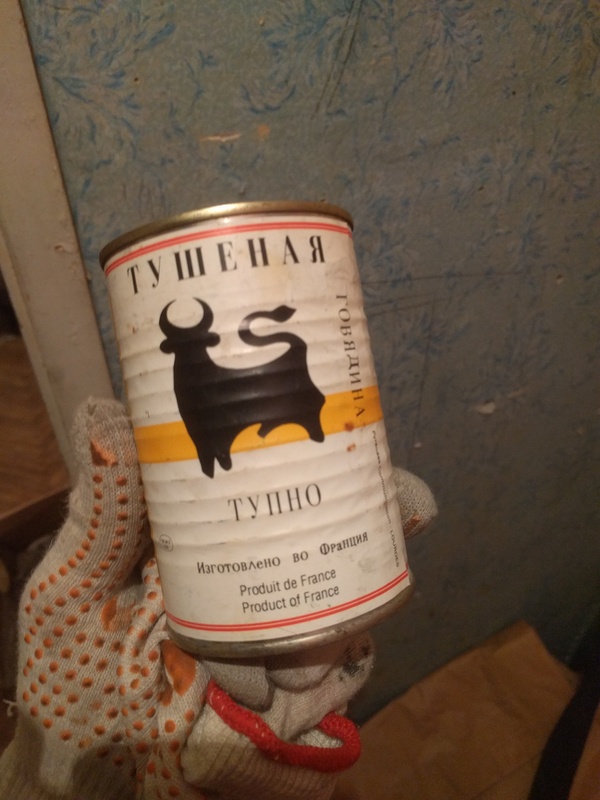 ТУШЕНАЯ
ГОВЯДИНА
ТУПНО
Изготовлено во Франция
Produit de France
Product of France